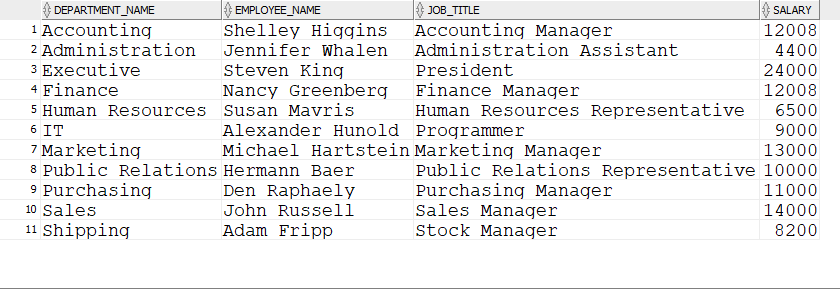 DEPARTMENT_NAME EMPLOYEE_NAME JOB_TITLE SALARY
1 Accounting Shelley Higgins Accounting Manager 12008
2 Administration Jennifer Whalen Administration Assistant 4400
3 Executive Steven King President 24000
4 Finance Nancy Greenberg Finance Manager 12008
5 Human Resources Susan Mavris Human Resources Representative 6500
6 IT Alexander Hunold Programmer 9000
7 Marketing Michael Hartstein Marketing Manager 13000
8 Public Relations Hermann Baer Public Relations Representative 10000
9 Purchasing Den Raphaely Purchasing Manager 11000
10 Sales John Russell Sales Manager 14000
11 Shipping Adam Fripp Stock Manager 8200